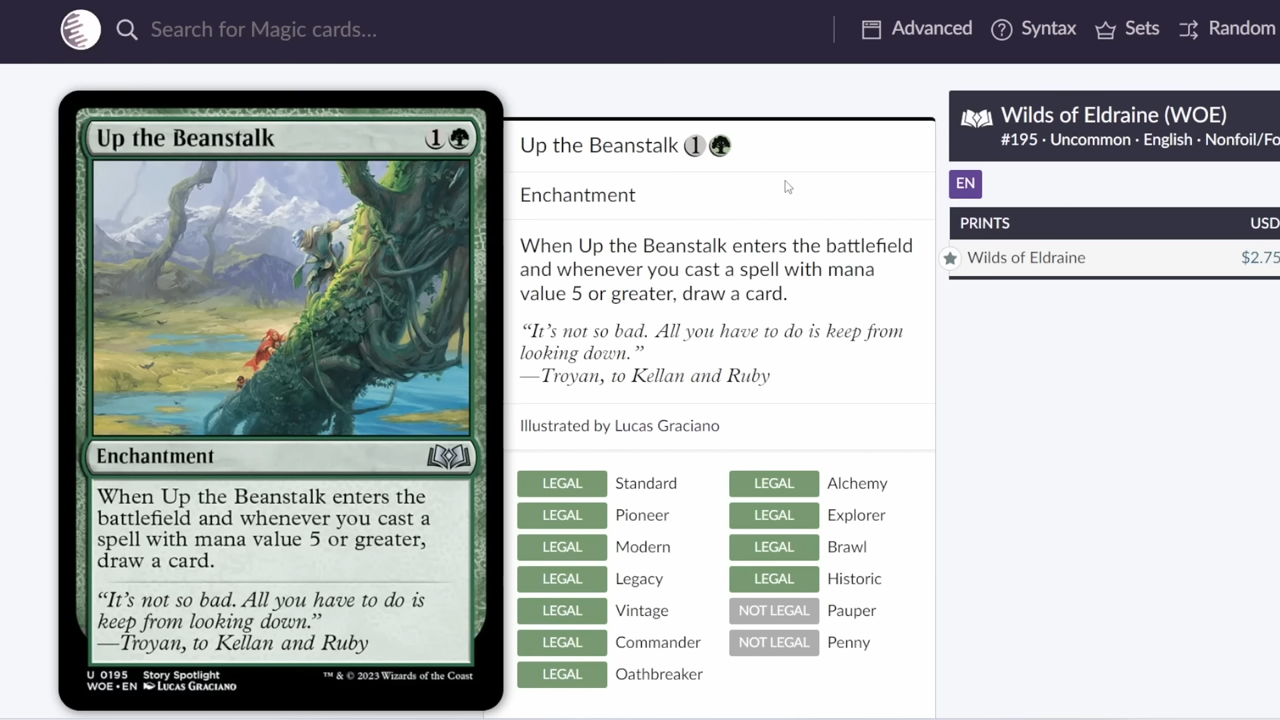 Search for Magic cards...
Advanced
Syntax
Sets
Random
Up the Beanstalk 1
Enchantment
When Up the Beanstalk enters the
battlefield and whenever you cast a
spell with mana value 5 or greater,
draw a card.
“It’s not so bad. All you have to do is
keep from looking down.”
—Troyan, to Kellan and Ruby
U 0195 Story Spotlight
WOE • EN Lucas Graciano
™ & © 2023 Wizards of the Coast
Up the Beanstalk 1
Enchantment
When Up the Beanstalk enters the battlefield
and whenever you cast a spell with mana
value 5 or greater, draw a card.
“It’s not so bad. All you have to do is keep from
looking down.”
—Troyan, to Kellan and Ruby
Illustrated by Lucas Graciano
LEGAL Standard LEGAL Alchemy
LEGAL Pioneer LEGAL Explorer
LEGAL Modern LEGAL Brawl
LEGAL Legacy LEGAL Historic
LEGAL Vintage NOT LEGAL Pauper
LEGAL Commander NOT LEGAL Penny
LEGAL Oathbreaker
Wilds of Eldraine (WOE)
#195 · Uncommon · English · Nonfoil/Fo
EN
PRINTS USD
Wilds of Eldraine $2.75